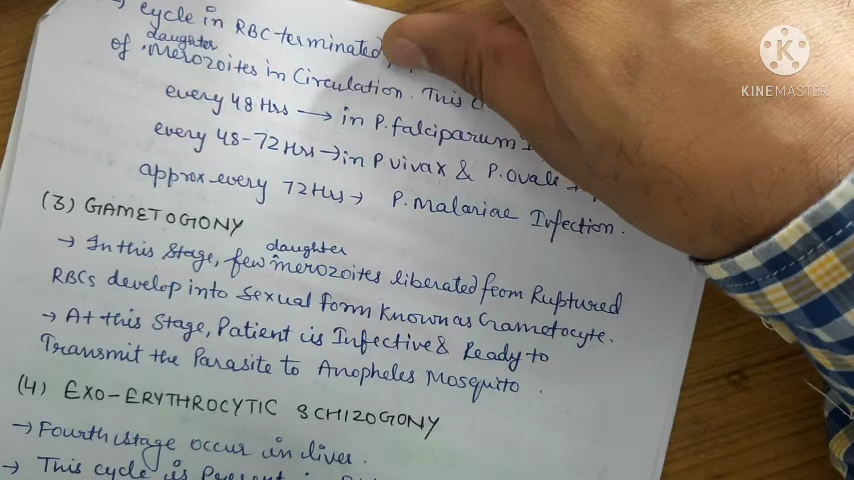 → cycle in RBC terminated
of daughter merozoites in Circulation. This
every 48 Hrs → in P. falciparum
every 48-72 Hrs → in P vivax & P. Ovale
approx every 72 Hrs → P. Malariae Infection.
(3) GAMETOGONY
→ In this Stage, few daughter merozoites liberated from Ruptured
RBCs develop into Sexual form Known as Gametocyte.
→ At this Stage, Patient is Infective & Ready to
Transmit the Parasite to Anopheles Mosquito.
(4) EXO-ERYTHROCYTIC SCHIZOGONY
→ Fourth stage occur in liver.
→ This cycle is Present
K
KINEMASTER